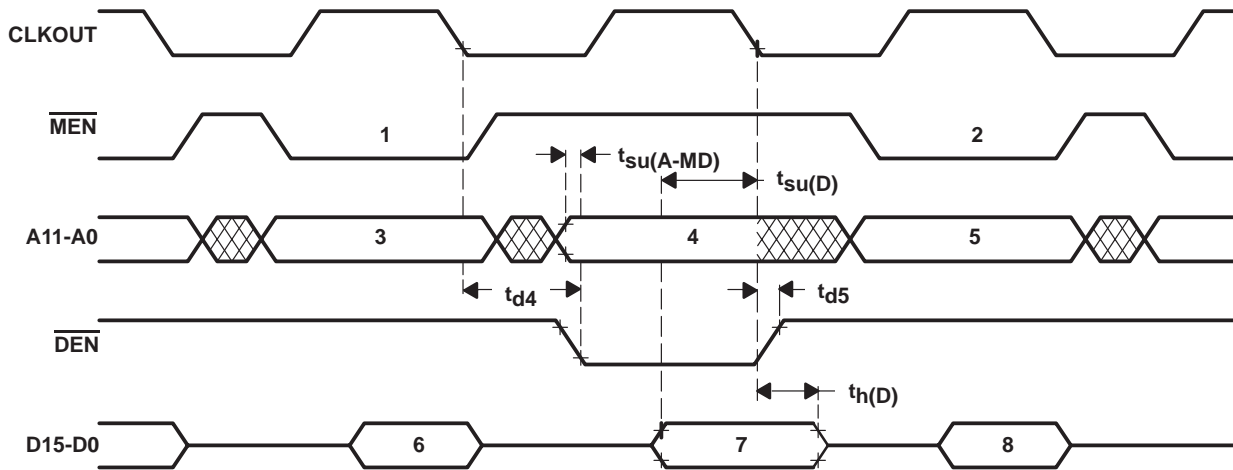 CLKOUT
MEN
1
2
tsu(A-MD)
tsu(D)
A11-A0
3
4
5
td4
td5
DEN
th(D)
D15-D0
6
7
8